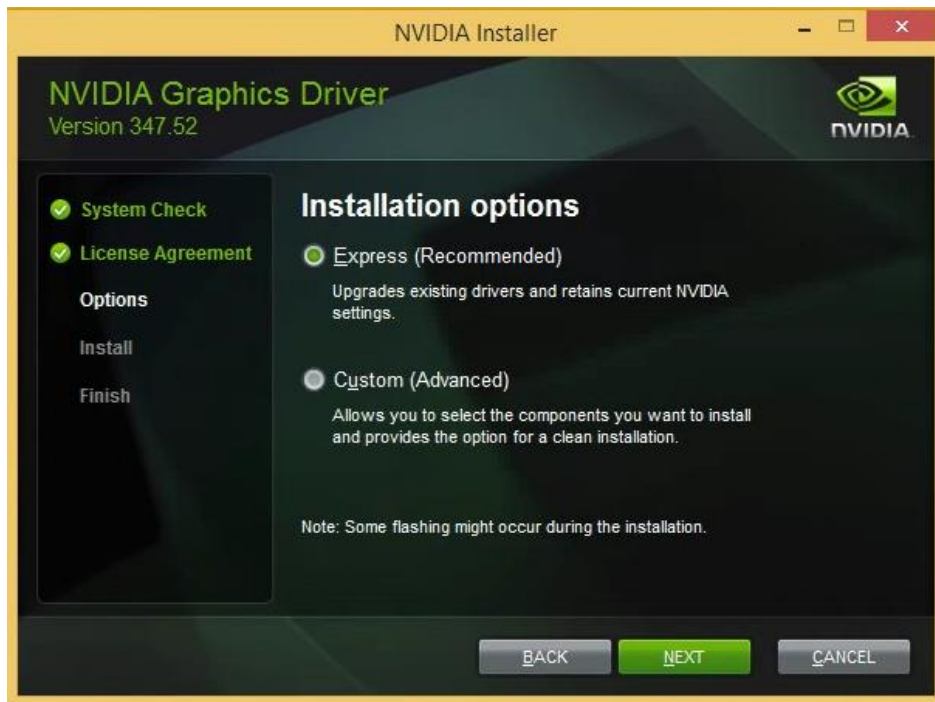 NVIDIA Installer
NVIDIA Graphics Driver
Version 347.52
NVIDIA
System Check
License Agreement
Options
Install
Finish
Installation options
Express (Recommended)
Upgrades existing drivers and retains current NVIDIA
settings.
Custom (Advanced)
Allows you to select the components you want to install
and provides the option for a clean installation.
Note: Some flashing might occur during the installation.
BACK
NEXT
CANCEL